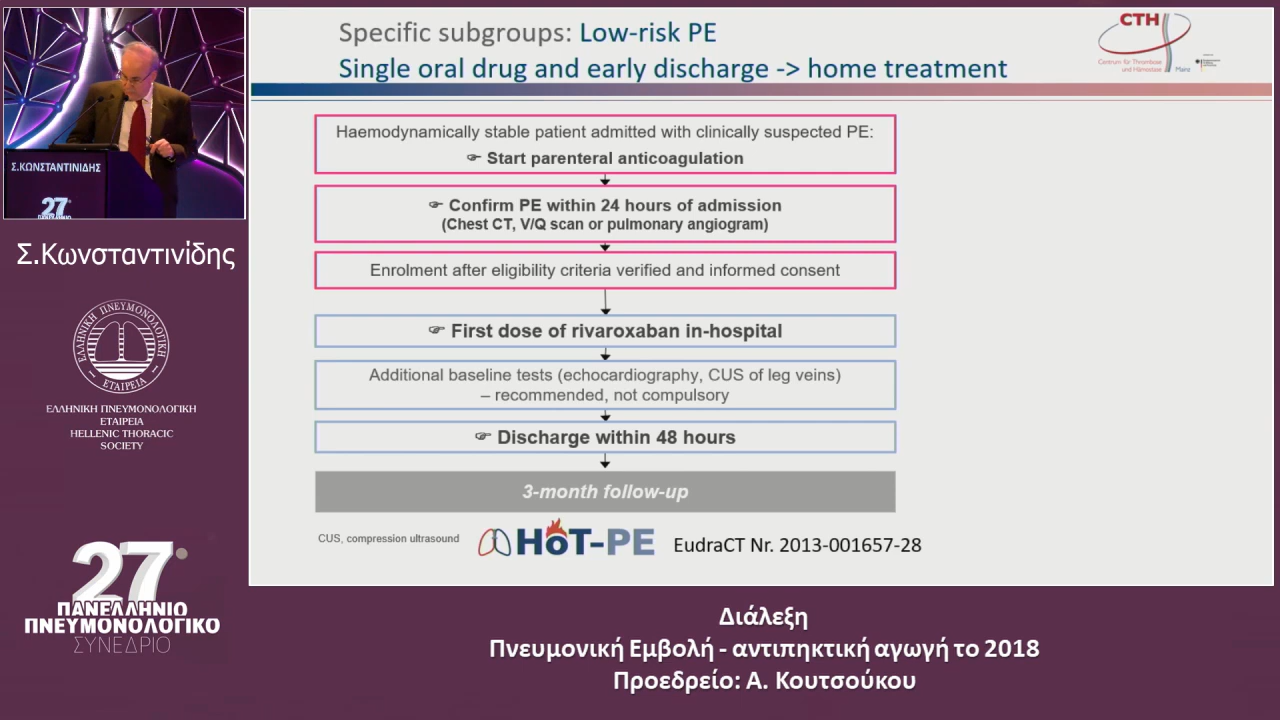 Specific subgroups: Low-risk PE
Single oral drug and early discharge -> home treatment
CTH
Centrum für Thrombose
und Hämostase
Mainz
Haemodynamically stable patient admitted with clinically suspected PE:
☞ Start parenteral anticoagulation
☞ Confirm PE within 24 hours of admission
(Chest CT, V/Q scan or pulmonary angiogram)
Enrolment after eligibility criteria verified and informed consent
☞ First dose of rivaroxaban in-hospital
Additional baseline tests (echocardiography, CUS of leg veins)
– recommended, not compulsory
☞ Discharge within 48 hours
3-month follow-up
CUS, compression ultrasound
HoT-PE
EudraCT Nr. 2013-001657-28
Σ.ΚΩΝΣΤΑΝΤΙΝΙΔΗΣ
27ο
ΠΑΝΕΛΛΗΝΙΟ
Σ.Κωνσταντινίδης
ΕΛΛΗΝΙΚΗ ΠΝΕΥΜΟΝΟΛΟΓΙΚΗ
ΕΤΑΙΡΕΙΑ
ΕΛΛΗΝΙΚΗ ΠΝΕΥΜΟΝΟΛΟΓΙΚΗ
ΕΤΑΙΡΕΙΑ
HELLENIC THORACIC
SOCIETY
27
ΠΑΝΕΛΛΗΝΙΟ
ΠΝΕΥΜΟΝΟΛΟΓΙΚΟ
ΣΥΝΕΔΡΙΟ
Διάλεξη
Πνευμονική Εμβολή - αντιπηκτική αγωγή το 2018
Προεδρείο: Α. Κουτσούκου